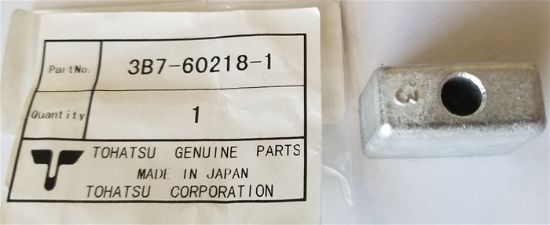 PartNo. 3B7-60218-1
Quantity 1
TOHATSU GENUINE PARTS
MADE IN JAPAN
TOHATSU CORPORATION
3